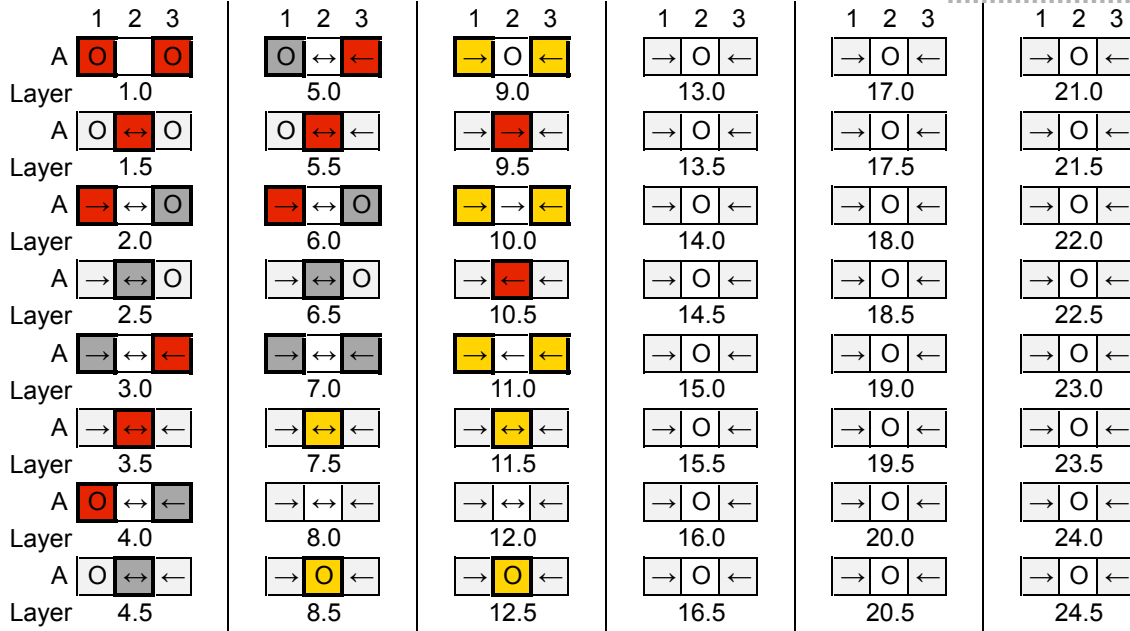 1 2 3 1 2 3 1 2 3 1 2 3 1 2 3 1 2 3
A O O O ↔ ← → O ← → O ← → O ← → O ←
Layer 1.0 5.0 9.0 13.0 17.0 21.0
A O ↔ O O ↔ ← → → ← → O ← → O ← → O ←
Layer 1.5 5.5 9.5 13.5 17.5 21.5
A → ↔ O → ↔ O → → ← → O ← → O ← → O ←
Layer 2.0 6.0 10.0 14.0 18.0 22.0
A → ↔ O → ↔ O → ← ← → O ← → O ← → O ←
Layer 2.5 6.5 10.5 14.5 18.5 22.5
A → ↔ ← → ↔ ← → ← ← → O ← → O ← → O ←
Layer 3.0 7.0 11.0 15.0 19.0 23.0
A → ↔ ← → ↔ ← → ↔ ← → O ← → O ← → O ←
Layer 3.5 7.5 11.5 15.5 19.5 23.5
A O ↔ ← → ↔ ← → ↔ ← → O ← → O ← → O ←
Layer 4.0 8.0 12.0 16.0 20.0 24.0
A O ↔ ← → O ← → O ← → O ← → O ← → O ←
Layer 4.5 8.5 12.5 16.5 20.5 24.5